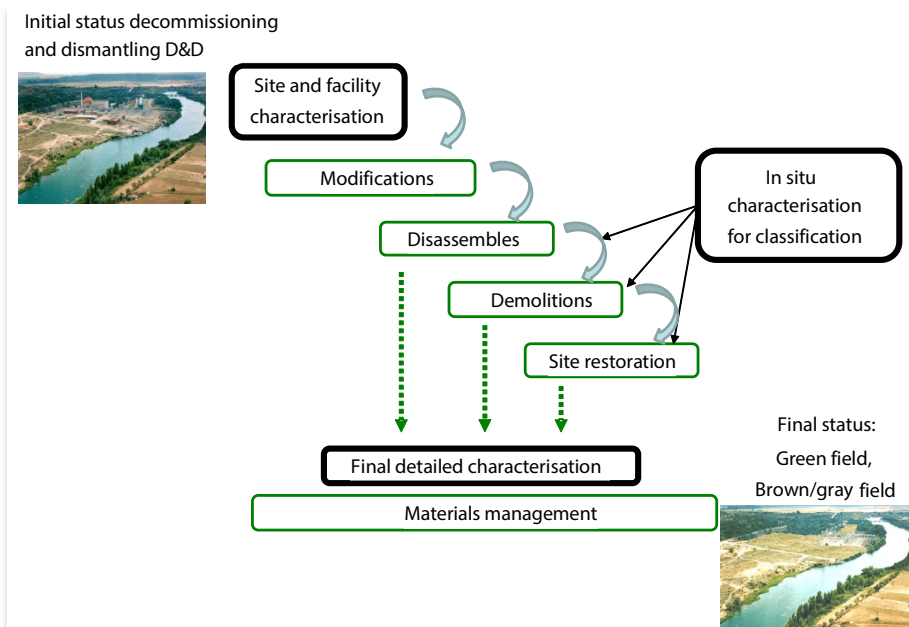 Initial status decommissioning
and dismantling D&D
Site and facility
characterisation
Modifications
In situ
characterisation
for classification
Disassembles
Demolitions
Site restoration
Final status:
Green field,
Brown/gray field
Final detailed characterisation
Materials management